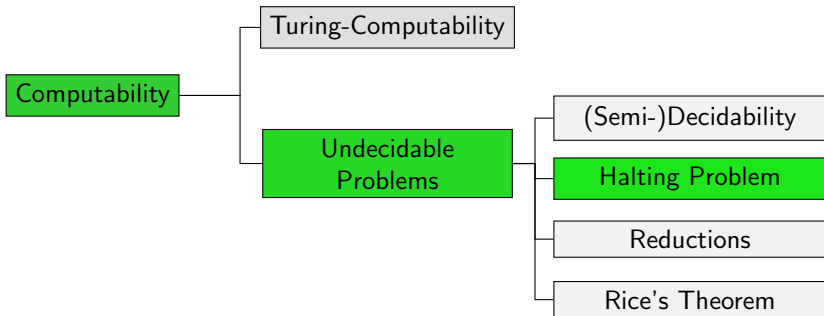 Turing-Computability
Computability
Undecidable
Problems
(Semi-)Decidability
Halting Problem
Reductions
Rice's Theorem